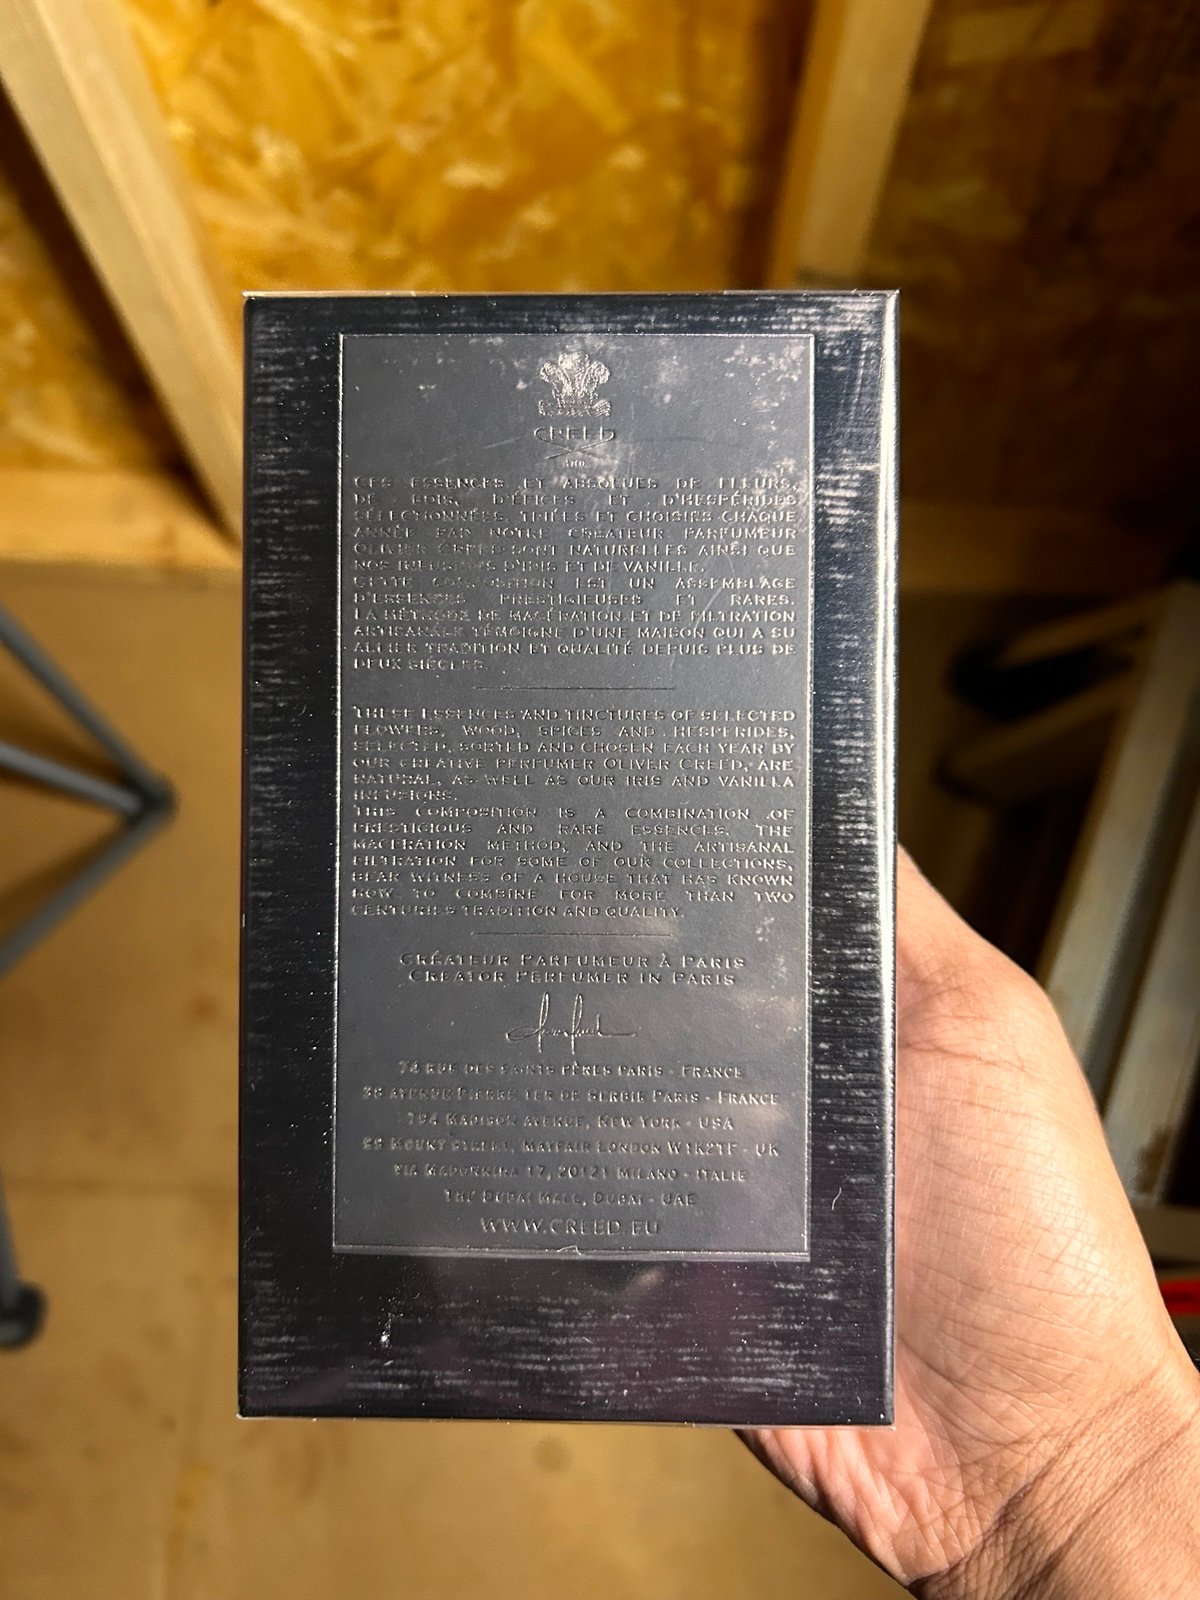 CREED
CES ESSENCES ET ABSOLUES DE FLEURS,
DE BOIS, D'ÉPICES ET D'HESPÉRIDES
SÉLECTIONNÉES, TRIÉES ET CHOISIES CHAQUE
ANNÉE PAR NOTRE CREATEUR PARFUMEUR
OLIVIER CREED SONT NATURELLES AINSI QUE
NOS INFUSIONS D'IRIS ET DE VANILLE.
CETTE COMPOSITION EST UN ASSEMBLAGE
D'ESSENCES PRESTIGIEUSES ET RARES.
LA MÉTHODE DE MACÉRATION ET DE FILTRATION
ARTISANALE TÉMOIGNE D'UNE MAISON QUI A SU
ALLIER TRADITION ET QUALITÉ DEPUIS PLUS DE
DEUX SIÈCLES.
THESE ESSENCES AND TINCTURES OF SELECTED
FLOWERS, WOOD, SPICES AND HESPERIDES,
SELECTED, SORTED AND CHOSEN EACH YEAR BY
OUR CREATIVE PERFUMER OLIVER CREED, ARE
NATURAL, AS WELL AS OUR IRIS AND VANILLA
INFUSIONS.
THIS COMPOSITION IS A COMBINATION OF
PRESTIGIOUS AND RARE ESSENCES. THE
MACERATION METHOD, AND THE ARTISANAL
FILTRATION FOR SOME OF OUR COLLECTIONS,
BEAR WITNESS OF A HOUSE THAT HAS KNOWN
HOW TO COMBINE FOR MORE THAN TWO
CENTURIES TRADITION AND QUALITY.
CRÉATEUR PARFUMEUR À PARIS
CREATOR PERFUMER IN PARIS
74 RUE DES SAINTS PÈRES PARIS - FRANCE
38 AVENUE PIERRE 1ER DE SERBIE PARIS - FRANCE
794 MADISON AVENUE, NEW YORK - USA
99 MOUNT STREET, MAYFAIR LONDON W1K2TF - UK
VIA MADONNINA 17, 20121 MILANO - ITALIE
THE DUBAI MALL, DUBAI - UAE
WWW.CREED.EU